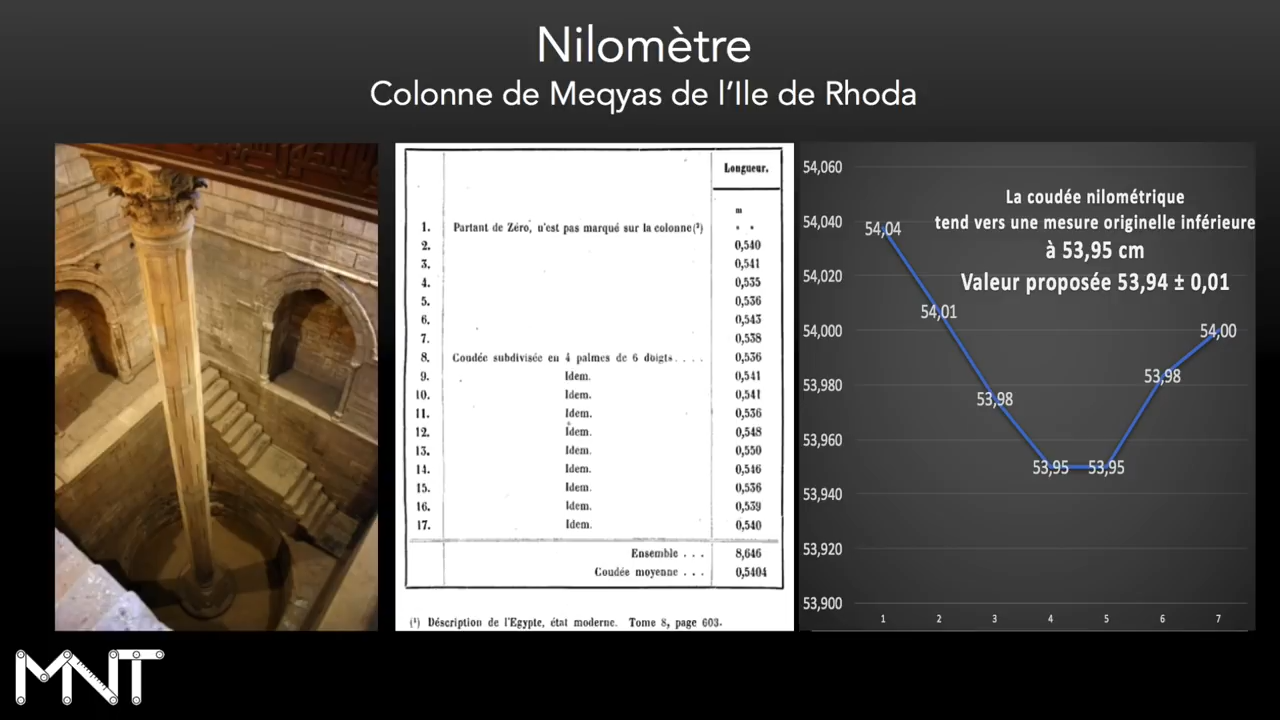 Nilomètre
Colonne de Meqyas de l'Ile de Rhoda
Longueur.
m
1. Partant de Zéro, n'est pas marqué sur la colonne(¹) • •
2. 0,540
3. 0,541
4. 0,535
5. 0,536
6. 0,543
7. 0,538
8. Coudée subdivisée en 4 palmes de 6 doigts. . . . 0,536
9. Idem. 0,541
10. Idem. 0,541
11. Idem. 0,536
12. Idem. 0,548
13. Idem. 0,550
14. Idem. 0,546
15. Idem. 0,536
16. Idem. 0,539
17. Idem. 0,540
Ensemble . . . 8,646
Coudée moyenne . . . 0,5404
(¹) Déscription de l'Egypte, état moderne. Tome 8, page 603.
La coudée nilométrique
tend vers une mesure originelle inférieure
à 53,95 cm
Valeur proposée 53,94 ± 0,01
54,060
54,040
54,020
54,000
53,980
53,960
53,940
53,920
53,900
54,04
54,01
53,98
53,95
53,95
53,98
54,00
1 2 3 4 5 6 7
MNT